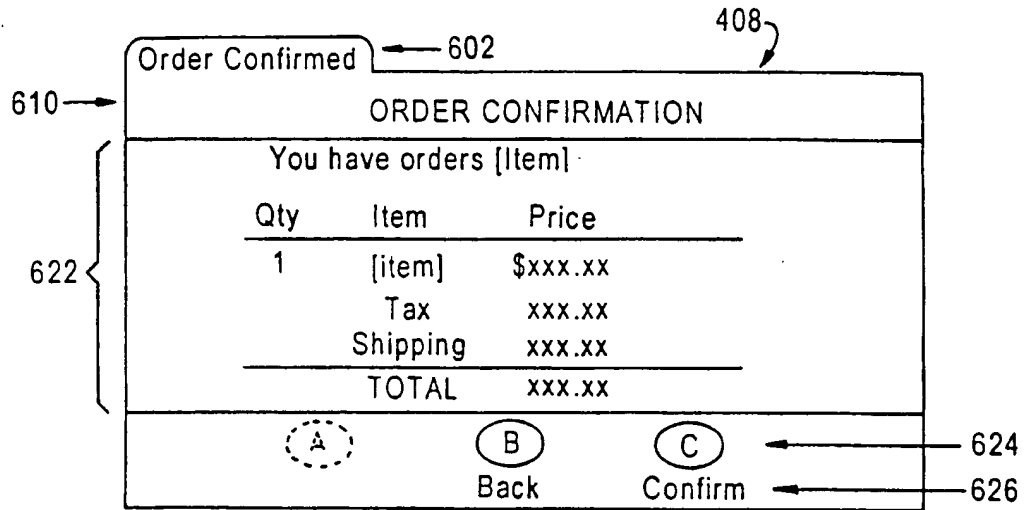 408
Order Confirmed 602
610 ORDER CONFIRMATION
You have orders [Item]
Qty Item Price
1 [item] $xxx.xx
622
Tax xxx.xx
Shipping xxx.xx
TOTAL xxx.xx
A B C 624
Back Confirm 626